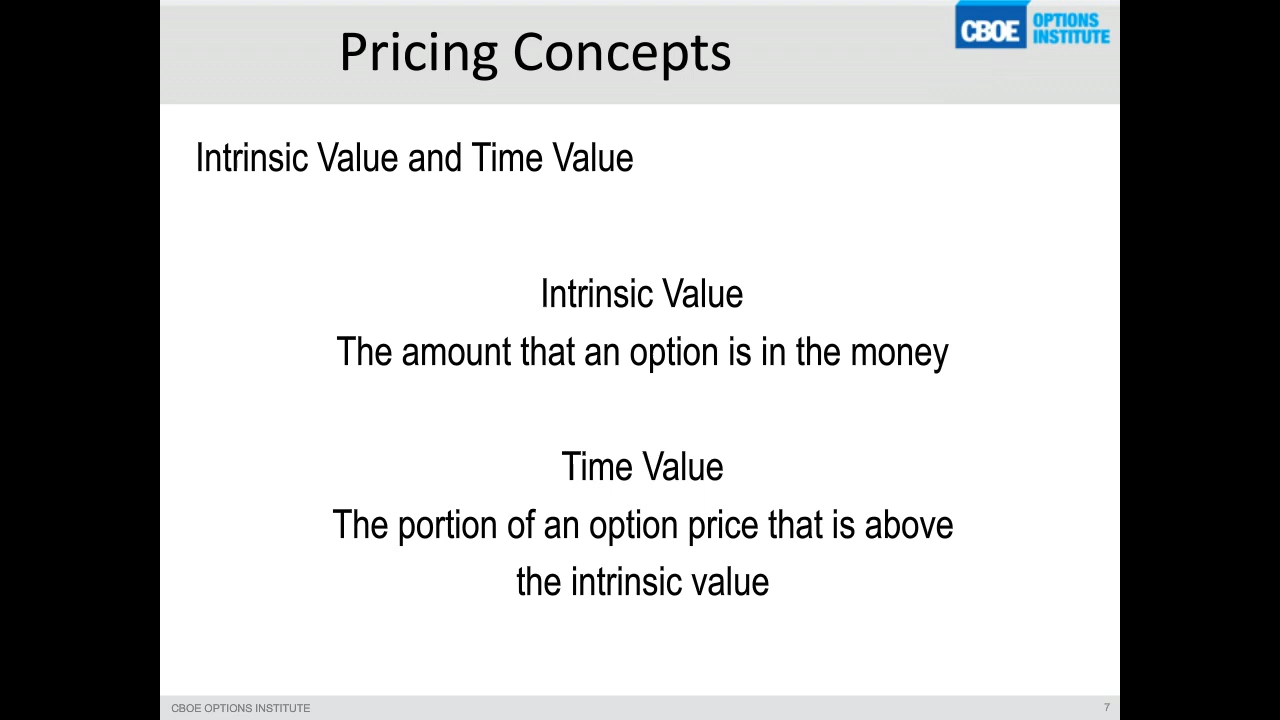 Pricing Concepts
CBOE OPTIONS
INSTITUTE
Intrinsic Value and Time Value
Intrinsic Value
The amount that an option is in the money
Time Value
The portion of an option price that is above
the intrinsic value
CBOE OPTIONS INSTITUTE
7